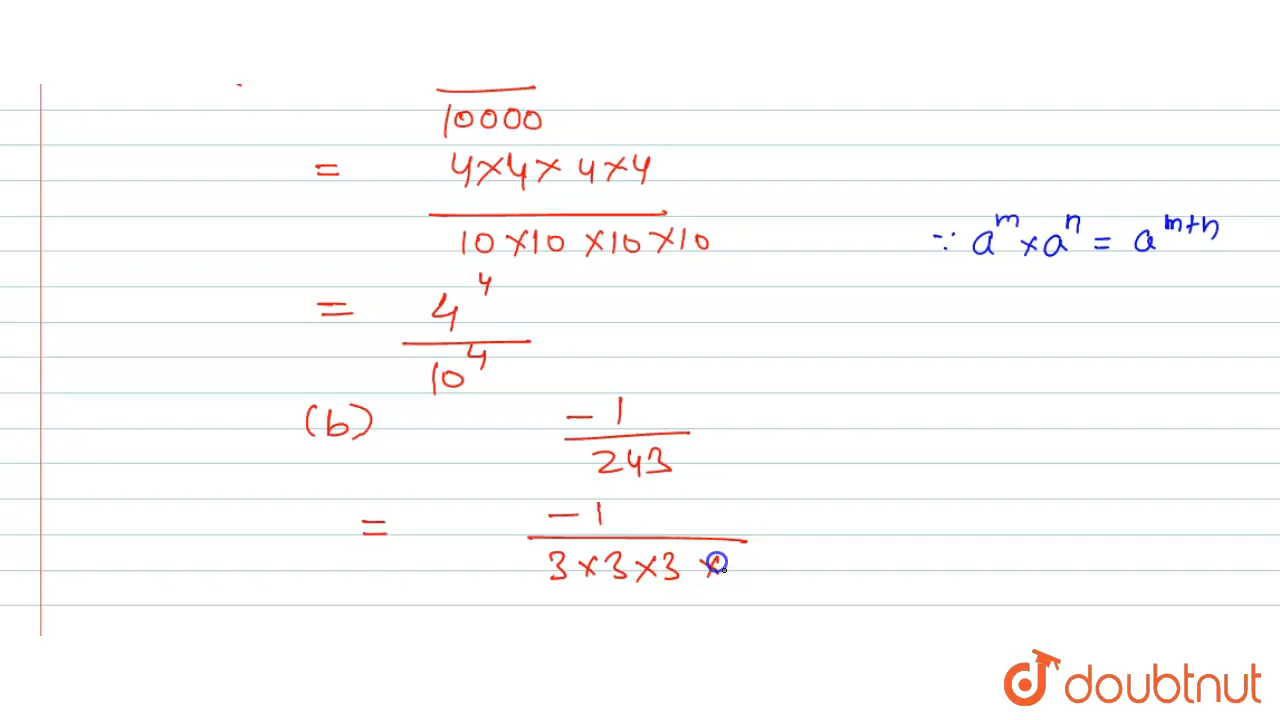 10000
= 4×4×4×4
10×10×10×10
∵ a^m × a^n = a^{m+n}
= 4^4
10^4
(b) -1
243
= -1
3×3×3×
doubtnut